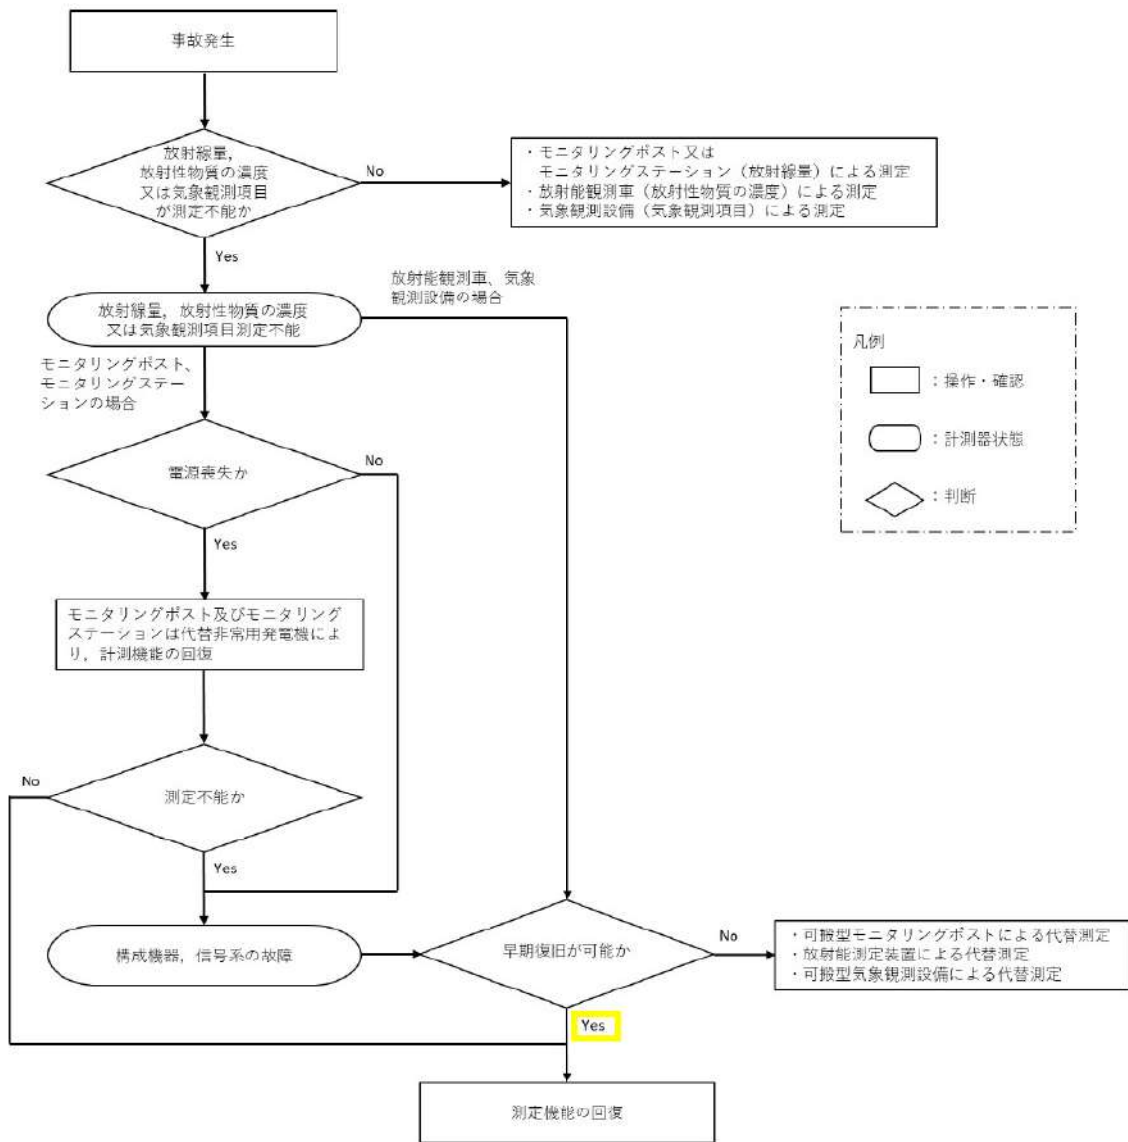 事故発生
放射線量,
放射性物質の濃度
又は気象観測項目
が測定不能か
No
・モニタリングポスト又は
モニタリングステーション（放射線量）による測定
・放射能観測車（放射性物質の濃度）による測定
・気象観測設備（気象観測項目）による測定
Yes
放射能観測車、気象
観測設備の場合
放射線量, 放射性物質の濃度
又は気象観測項目測定不能
モニタリングポスト、
モニタリングステー
ションの場合
凡例
：操作・確認
：計測器状態
：判断
電源喪失か
No
Yes
モニタリングポスト及びモニタリング
ステーションは代替非常用発電機によ
り, 計測機能の回復
No
測定不能か
Yes
構成機器, 信号系の故障
早期復旧が可能か
No
・可搬型モニタリングポストによる代替測定
・放射能測定装置による代替測定
・可搬型気象観測設備による代替測定
Yes
測定機能の回復